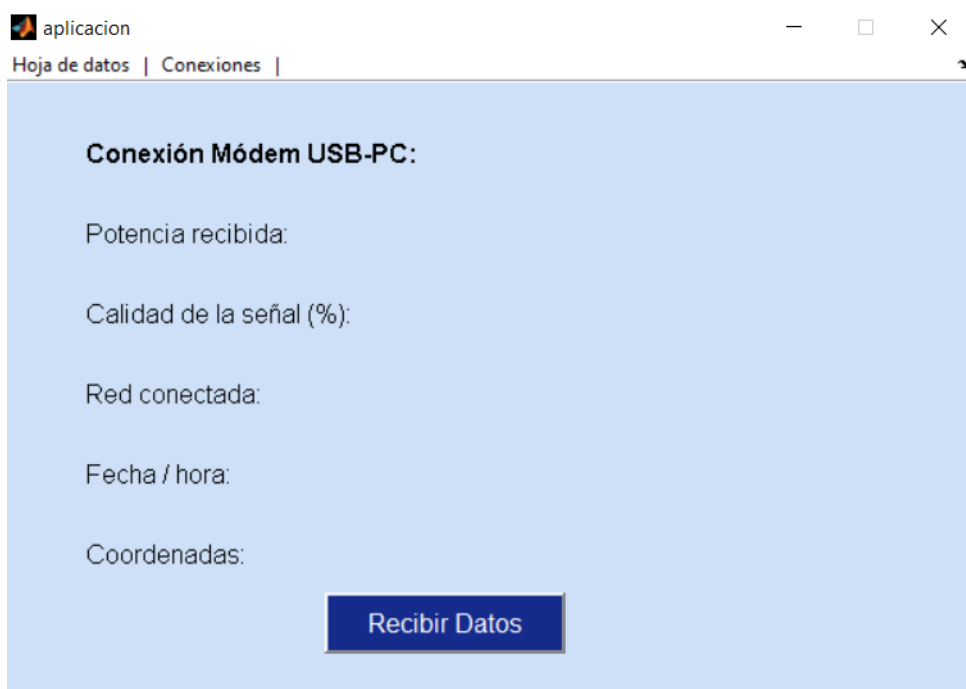 aplicacion
Hoja de datos | Conexiones |
Conexión Módem USB-PC:
Potencia recibida:
Calidad de la señal (%):
Red conectada:
Fecha / hora:
Coordenadas:
Recibir Datos